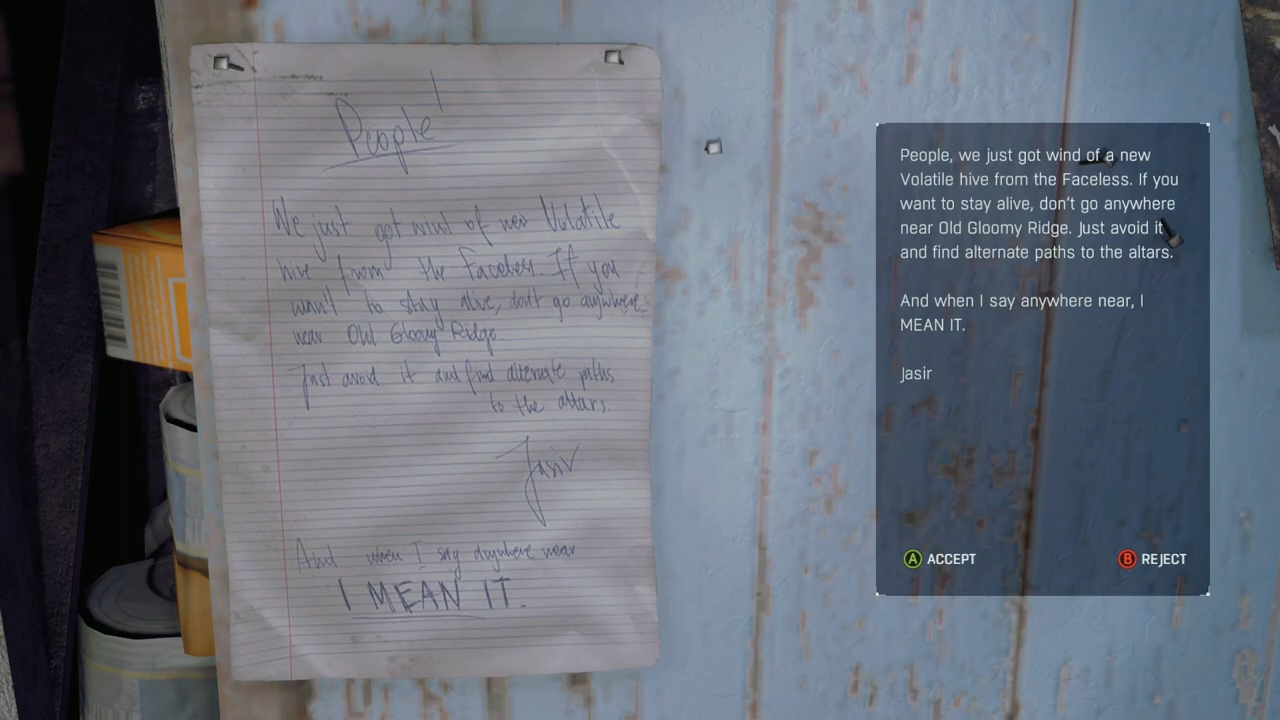 People!
We just got wind of new Volatile
hive from the Faceless. If you
want to stay alive, don't go anywhere
near Old Gloomy Ridge.
Just avoid it and find alternate paths
to the altars.
Jasir
And when I say anywhere near
I MEAN IT.
People, we just got wind of a new
Volatile hive from the Faceless. If you
want to stay alive, don't go anywhere
near Old Gloomy Ridge. Just avoid it
and find alternate paths to the altars.
And when I say anywhere near, I
MEAN IT.
Jasir
A ACCEPT
B REJECT